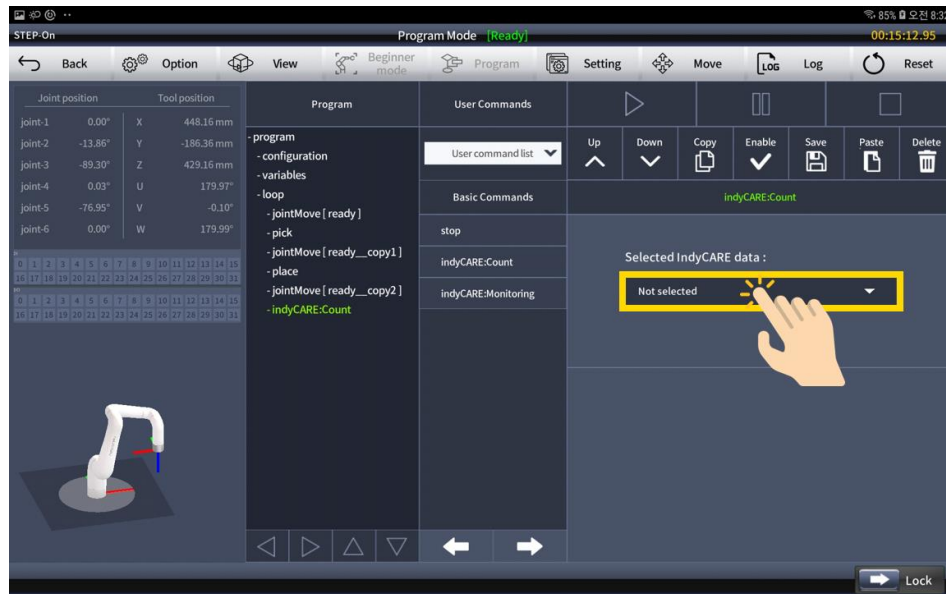 85% 오전 8:32
STEP-On Program Mode [Ready] 00:15:12.95
Back Option View Beginner mode Program Setting Move LOG Log Reset
Joint position Tool position
joint-1 0.00° X 448.16 mm
joint-2 -13.86° Y -186.36 mm
joint-3 -89.30° Z 429.16 mm
joint-4 0.03° U 179.97°
joint-5 -76.95° V -0.10°
joint-6 0.00° W 179.99°
0 1 2 3 4 5 6 7 8 9 10 11 12 13 14 15
16 17 18 19 20 21 22 23 24 25 26 27 28 29 30 31
0 1 2 3 4 5 6 7 8 9 10 11 12 13 14 15
16 17 18 19 20 21 22 23 24 25 26 27 28 29 30 31
Program
- program
- configuration
- variables
- loop
- jointMove [ ready ]
- pick
- jointMove [ ready__copy1 ]
- place
- jointMove [ ready__copy2 ]
- indyCARE:Count
User Commands
User command list
Basic Commands
stop
indyCARE:Count
indyCARE:Monitoring
Up Down Copy Enable Save Paste Delete
indyCARE:Count
Selected IndyCARE data :
Not selected
Lock